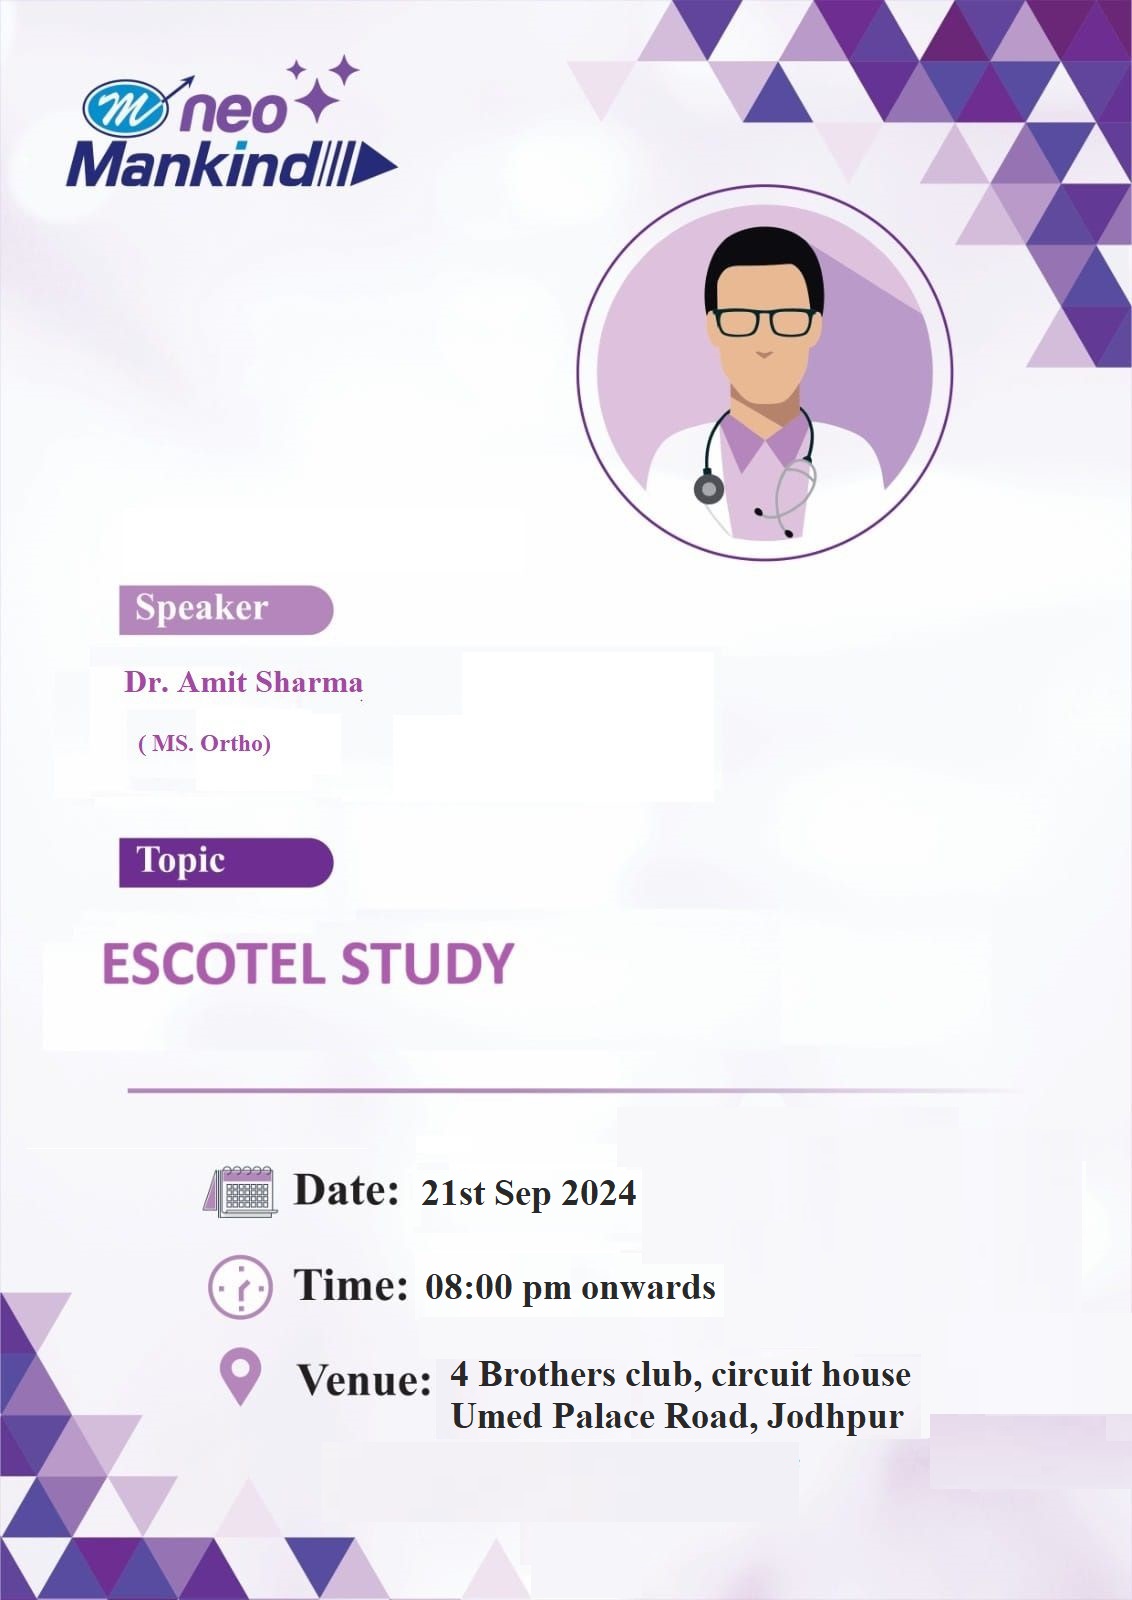 m neo
Mankind
Speaker
Dr. Amit Sharma
( MS. Ortho)
Topic
ESCOTEL STUDY
Date: 21st Sep 2024
Time: 08:00 pm onwards
Venue: 4 Brothers club, circuit house
Umed Palace Road, Jodhpur